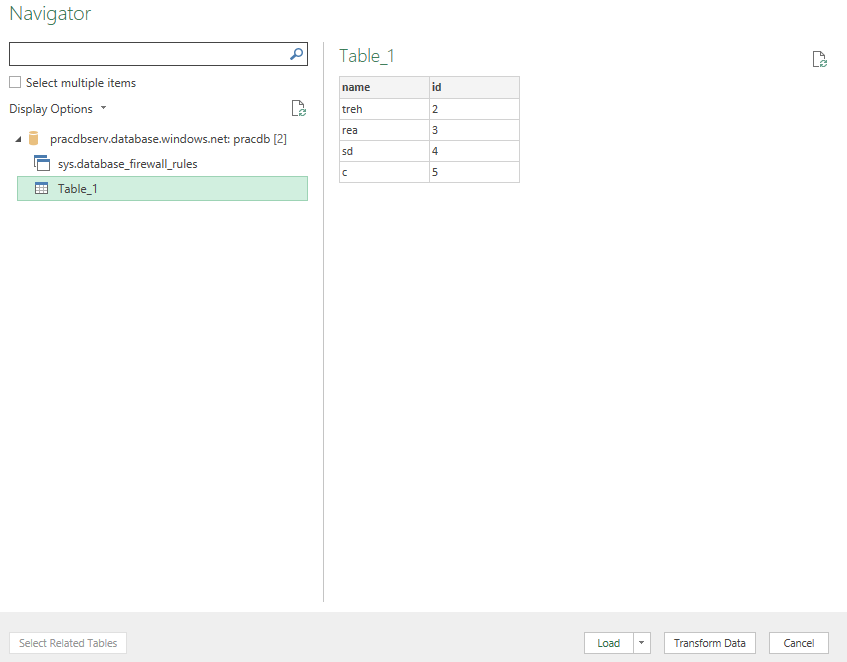 Navigator
Select multiple items
Display Options
pracdbserv.database.windows.net: pracdb [2]
sys.database_firewall_rules
Table_1
Table_1
name id
treh 2
rea 3
sd 4
c 5
Select Related Tables
Load
Transform Data
Cancel